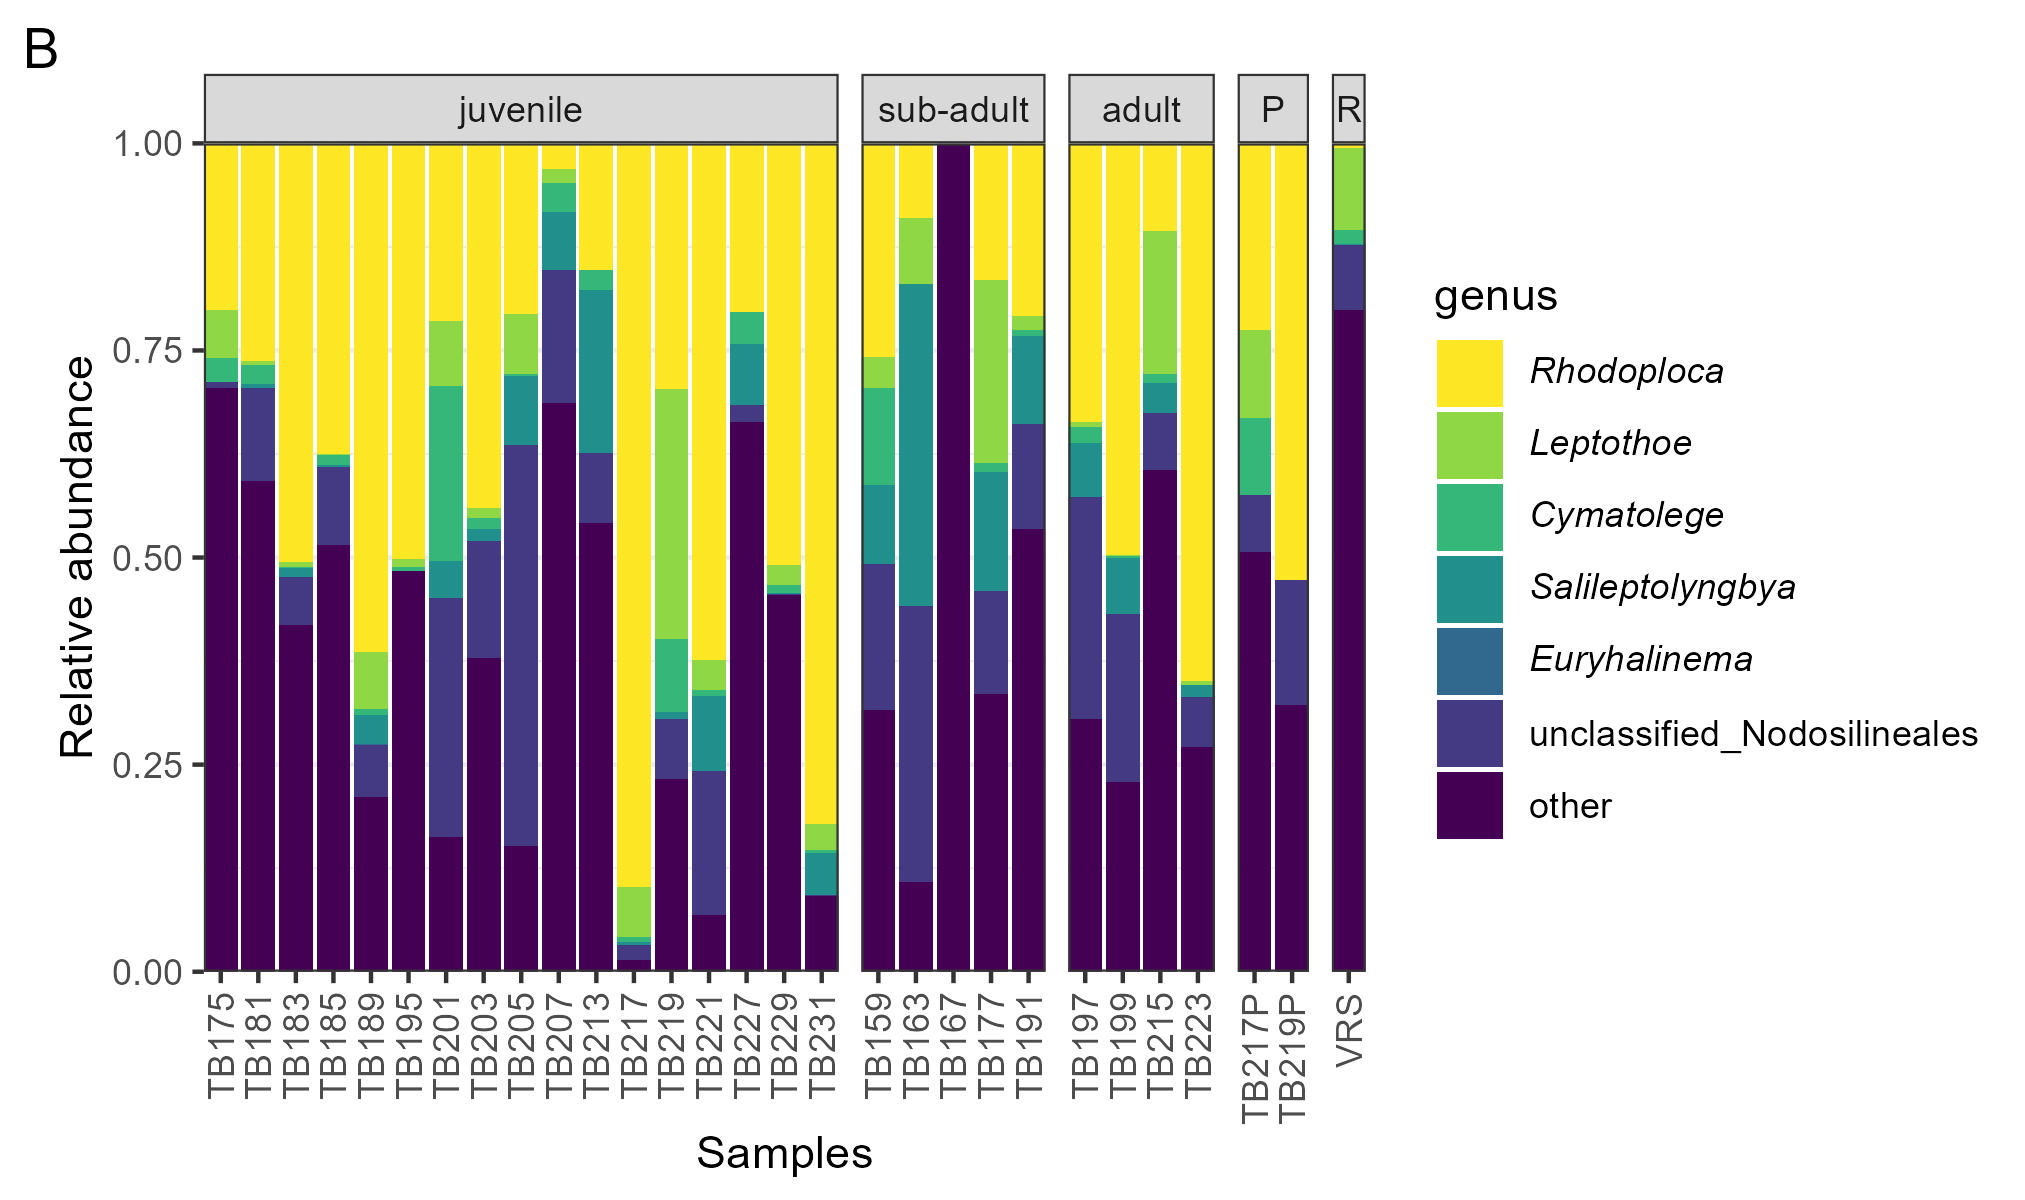 B
juvenile
sub-adult
adult
P
R
1.00
0.75
0.50
0.25
0.00
Relative abundance
TB175
TB181
TB183
TB185
TB189
TB195
TB201
TB203
TB205
TB207
TB213
TB217
TB219
TB221
TB227
TB229
TB231
TB159
TB163
TB167
TB177
TB191
TB197
TB199
TB215
TB223
TB217P
TB219P
VRS
Samples
genus
Rhodoploca
Leptothoe
Cymatolege
Salileptolyngbya
Euryhalinema
unclassified_Nodosilineales
other